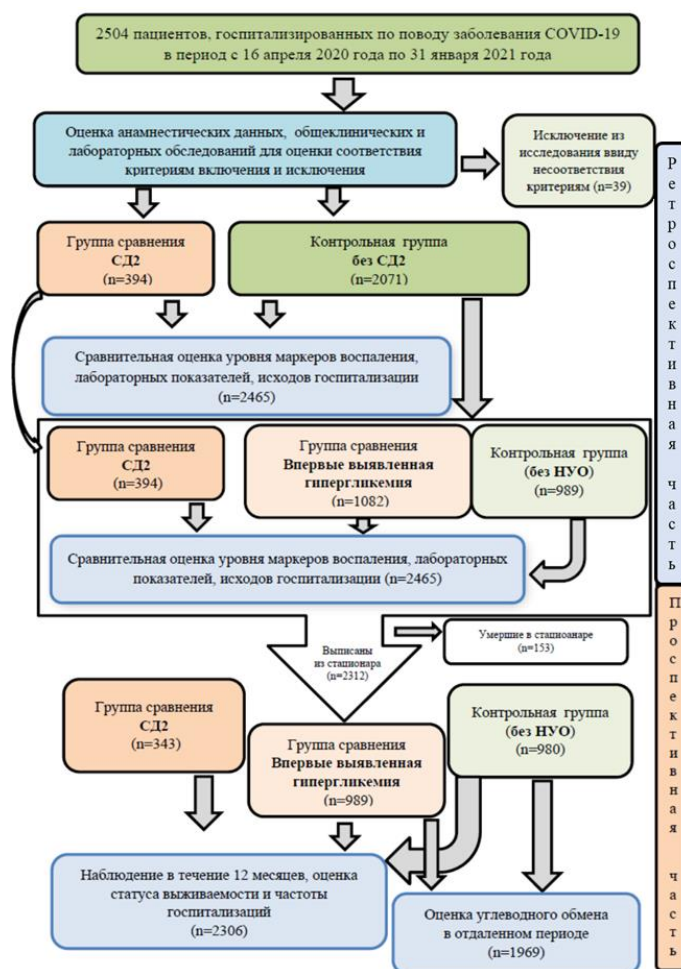 2504 пациентов, госпитализированных по поводу заболевания COVID-19
в период с 16 апреля 2020 года по 31 января 2021 года
Оценка анамнестических данных, общеклинических и
лабораторных обследований для оценки соответствия
критериям включения и исключения
Исключение из
исследования ввиду
несоответствия
критериям (n=39)
Группа сравнения
СД2
(n=394)
Контрольная группа
без СД2
(n=2071)
Сравнительная оценка уровня маркеров воспаления,
лабораторных показателей, исходов госпитализации
(n=2465)
Группа сравнения
СД2
(n=394)
Группа сравнения
Впервые выявленная
гипергликемия
(n=1082)
Контрольная группа
(без НУО)
(n=989)
Сравнительная оценка уровня маркеров воспаления, лабораторных
показателей, исходов госпитализации (n=2465)
Ретроспективная часть
Выписаны
из стационара
(n=2312)
Умершие в стациоанаре
(n=153)
Группа сравнения
СД2
(n=343)
Группа сравнения
Впервые выявленная
гипергликемия
(n=989)
Контрольная группа
(без НУО)
(n=980)
Наблюдение в течение 12 месяцев, оценка
статуса выживаемости и частоты
госпитализаций
(n=2306)
Оценка углеводного обмена
в отдаленном периоде
(n=1969)
Проспективная часть